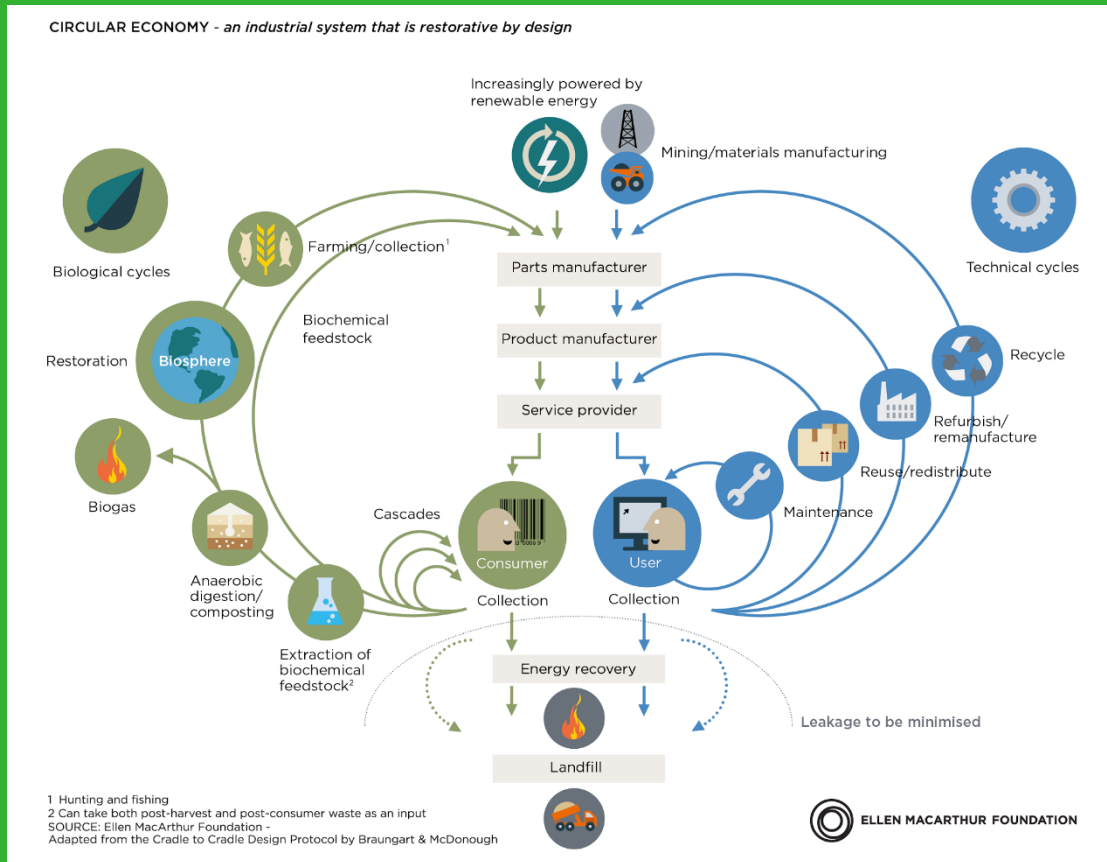 CIRCULAR ECONOMY - an industrial system that is restorative by design
Increasingly powered by
renewable energy
Mining/materials manufacturing
Biological cycles
Farming/collection¹
Parts manufacturer
Technical cycles
Biochemical
feedstock
Product manufacturer
Restoration
Biosphere
Recycle
Service provider
Refurbish/
remanufacture
Reuse/redistribute
Biogas
Cascades
Maintenance
Consumer
User
Anaerobic
digestion/
composting
Collection
Collection
Extraction of
biochemical
feedstock²
Energy recovery
Leakage to be minimised
Landfill
1 Hunting and fishing
2 Can take both post-harvest and post-consumer waste as an input
SOURCE: Ellen MacArthur Foundation -
Adapted from the Cradle to Cradle Design Protocol by Braungart & McDonough
ELLEN MACARTHUR FOUNDATION